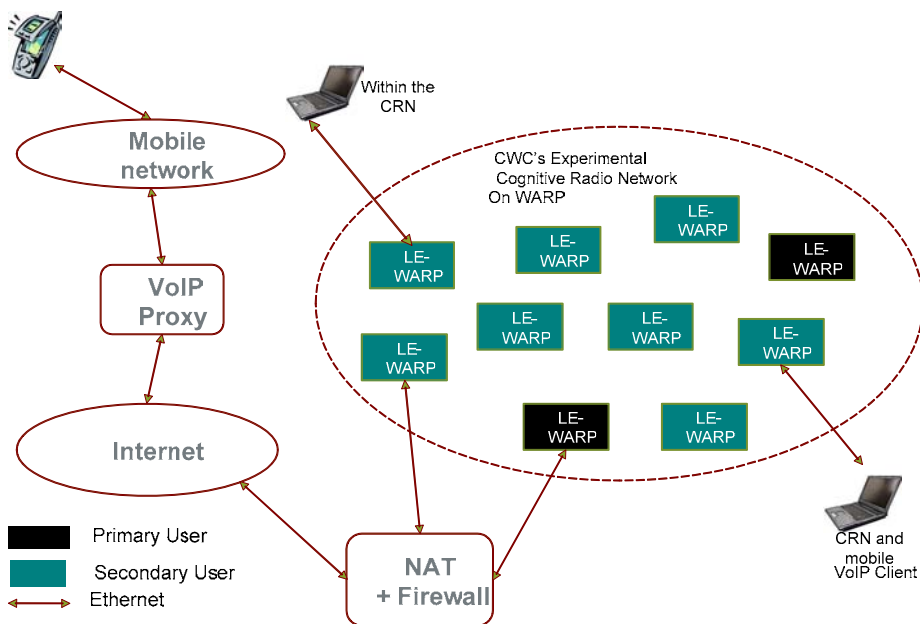 Within the
CRN
Mobile
network
CWC's Experimental
Cognitive Radio Network
On WARP
LE-
WARP
LE-
WARP
LE-
WARP
LE-
WARP
VoIP
Proxy
LE-
WARP
LE-
WARP
LE-
WARP
LE-
WARP
LE-
WARP
LE-
WARP
Internet
CRN and
mobile
VoIP Client
NAT
+ Firewall
Primary User
Secondary User
Ethernet